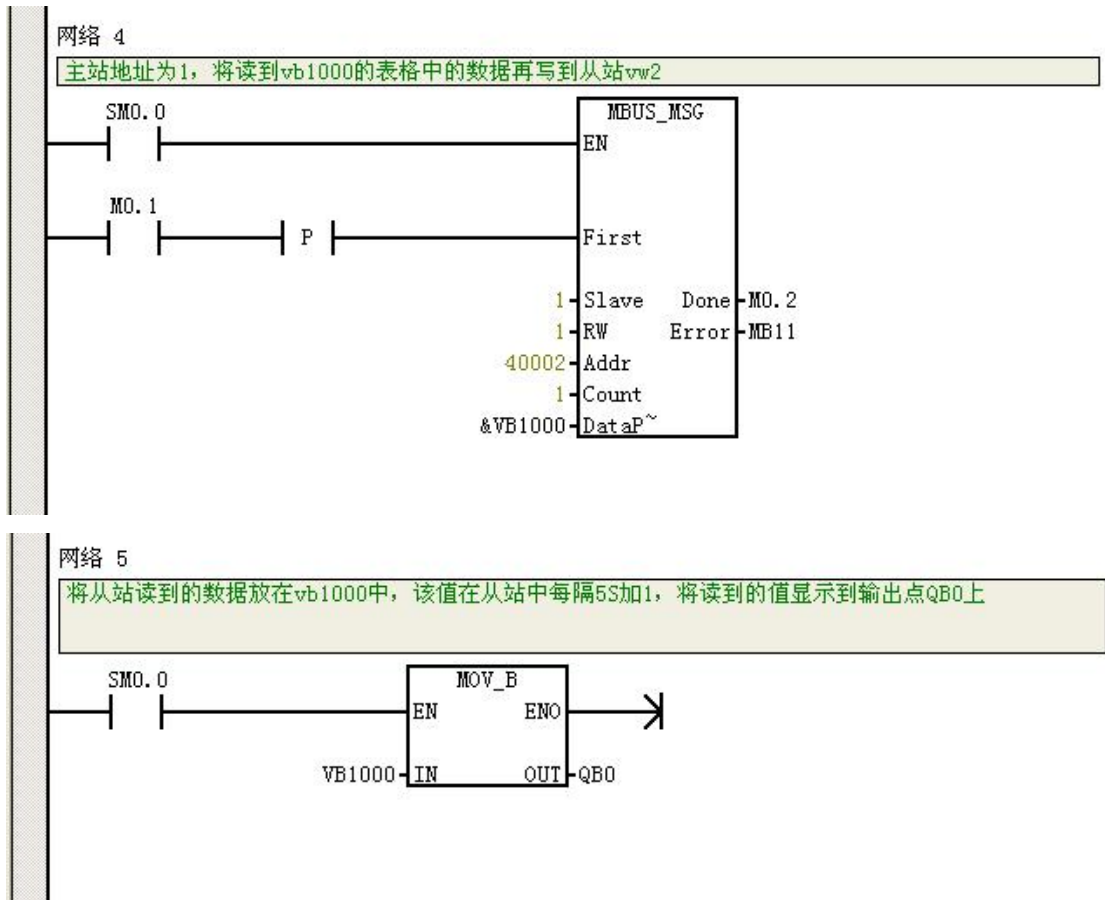 网络 4
主站地址为1，将读到vb1000的表格中的数据再写到从站vw2
SM0.0
MBUS_MSG
EN
M0.1
P
First
1 Slave Done M0.2
1 RW Error MB11
40002 Addr
1 Count
&VB1000 DataP~
网络 5
将从站读到的数据放在vb1000中，该值在从站中每隔5S加1，将读到的值显示到输出点QB0上
SM0.0
MOV_B
EN ENO
VB1000 IN OUT QB0